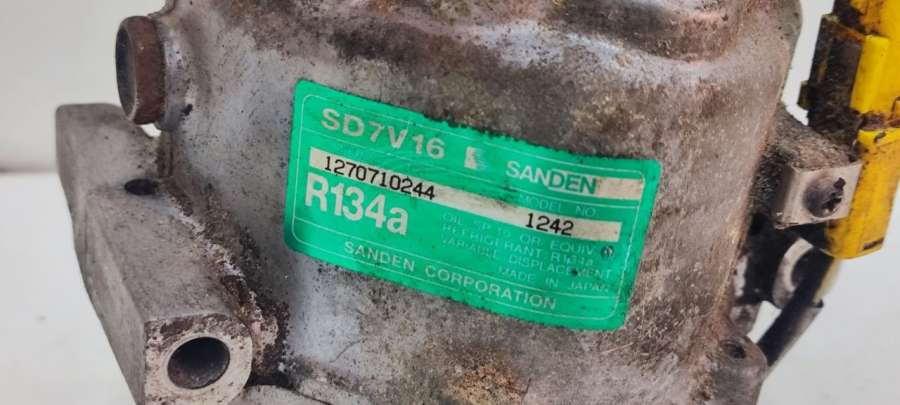 SD7V16 SANDEN
MODEL NO.
1270710244 1242
R134a
OIL SP-15 OR EQUIV
REFRIGERANT R134a
VARIABLE DISPLACEMENT
MADE IN JAPAN
SANDEN CORPORATION